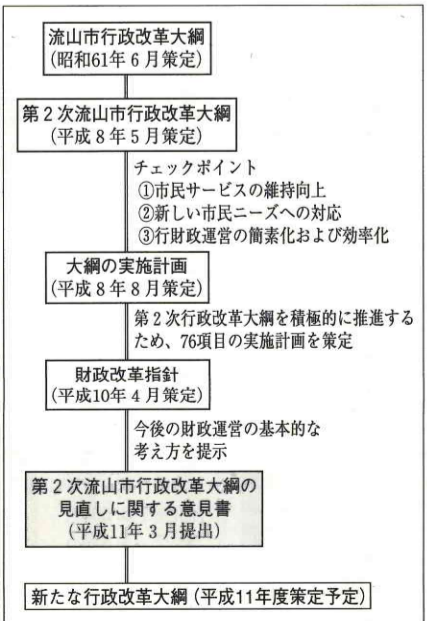 流山市行政改革大綱
(昭和61年6月策定)
第2次流山市行政改革大綱
(平成8年5月策定)
チェックポイント
①市民サービスの維持向上
②新しい市民ニーズへの対応
③行財政運営の簡素化および効率化
大綱の実施計画
(平成8年8月策定)
第2次行政改革大綱を積極的に推進する
ため、76項目の実施計画を策定
財政改革指針
(平成10年4月策定)
今後の財政運営の基本的な
考え方を提示
第2次流山市行政改革大綱の
見直しに関する意見書
(平成11年3月提出)
新たな行政改革大綱(平成11年度策定予定)